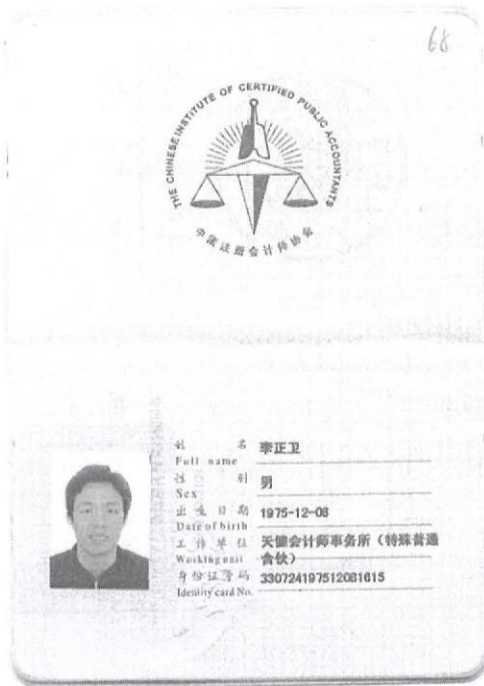 68
THE CHINESE INSTITUTE OF CERTIFIED PUBLIC ACCOUNTANTS
中国注册会计师协会
姓 名 李正卫
Full name
性 别 男
Sex
出生日期 1975-12-08
Date of birth
工作单位 天健会计师事务所（特殊普通
Working unit 合伙）
身份证号码 330724197512081615
Identity card No.